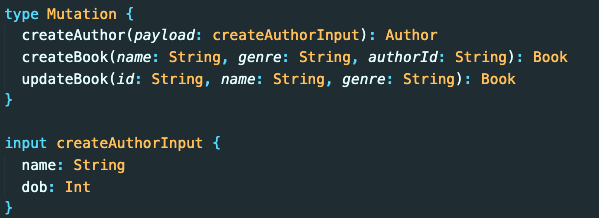 type Mutation {
createAuthor(payload: createAuthorInput): Author
createBook(name: String, genre: String, authorId: String): Book
updateBook(id: String, name: String, genre: String): Book
}
input createAuthorInput {
name: String
dob: Int
}